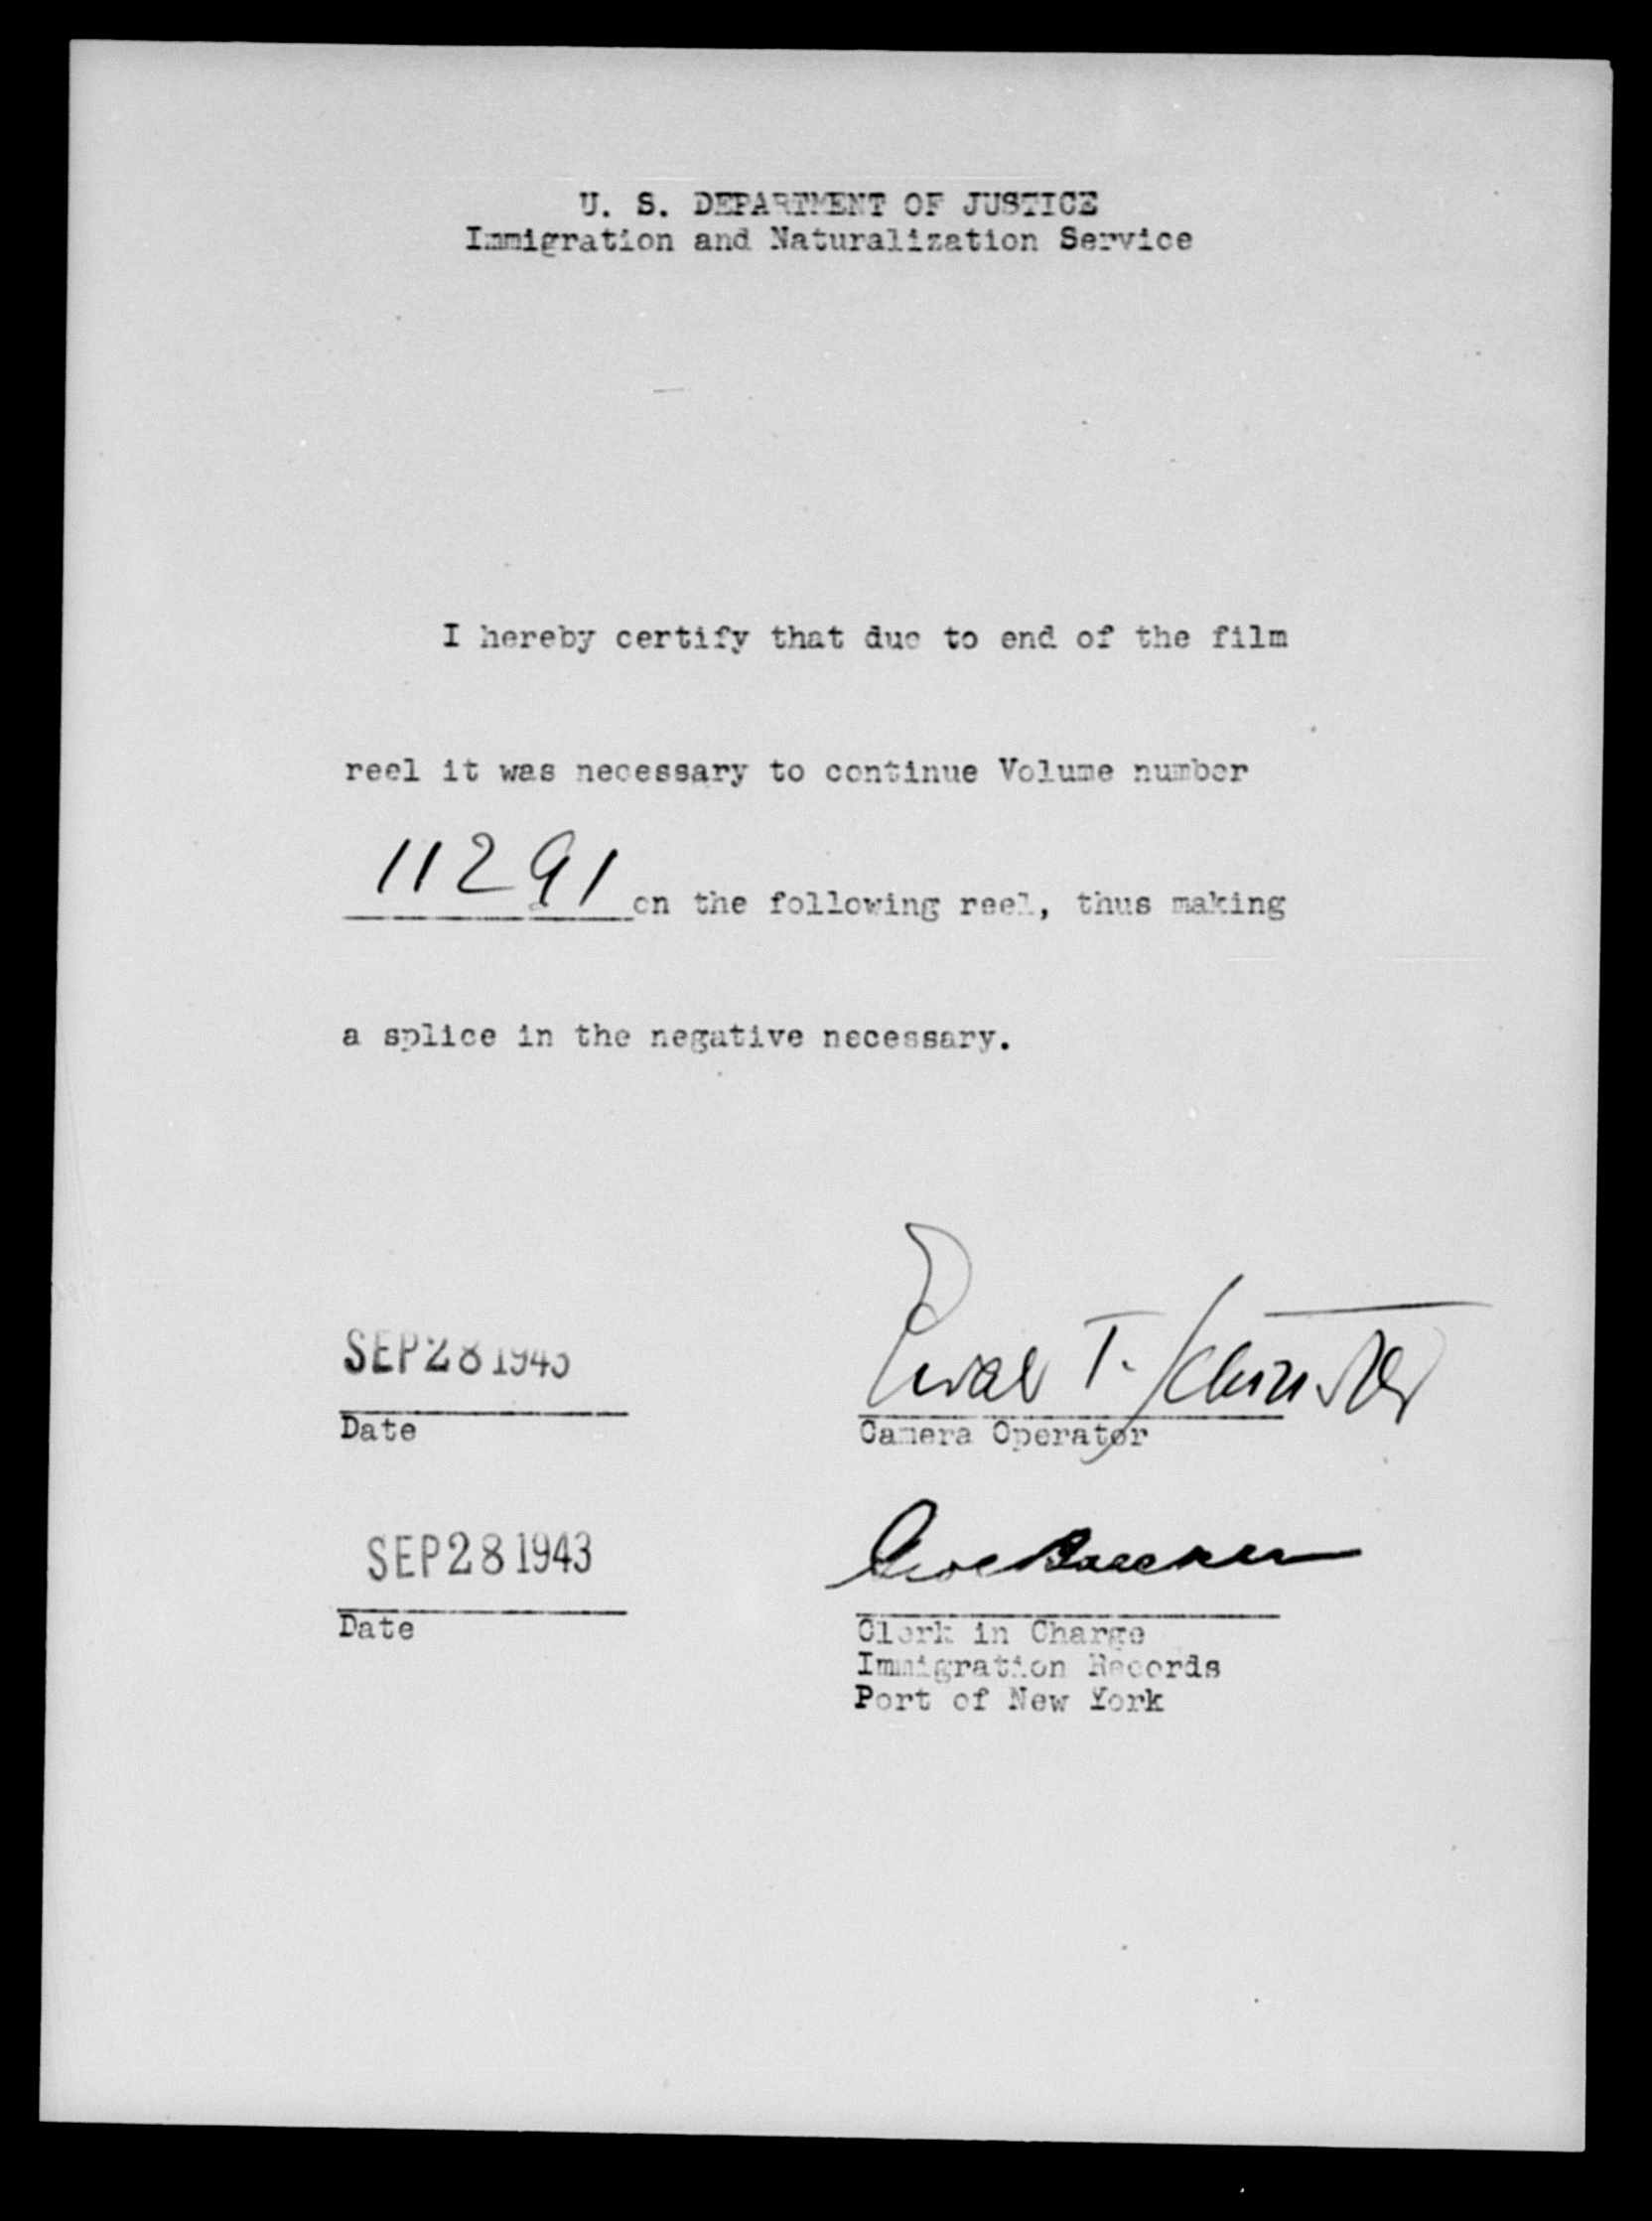 U. S. DEPARTMENT OF JUSTICE
Immigration and Naturalization Service
I hereby certify that due to end of the film
reel it was necessary to continue Volume number
11291 on the following reel, thus making
a splice in the negative necessary.
SEP 28 1943
Date
T.
Camera Operator
SEP 28 1943
Date
Clerk in Charge
Immigration Records
Port of New York